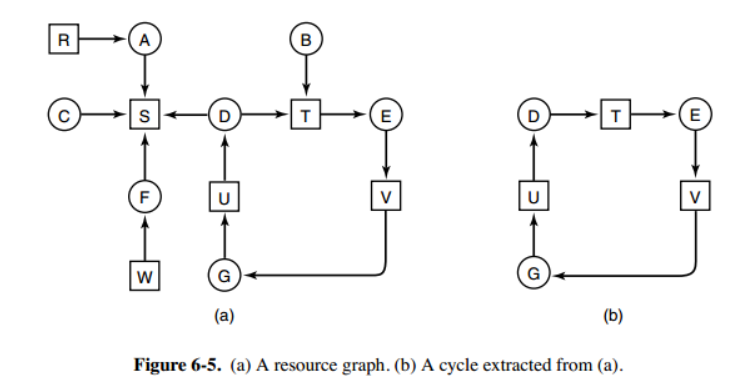 R A B
C S D T E D T E
F U V U V
W G G
(a) (b)
Figure 6-5. (a) A resource graph. (b) A cycle extracted from (a).